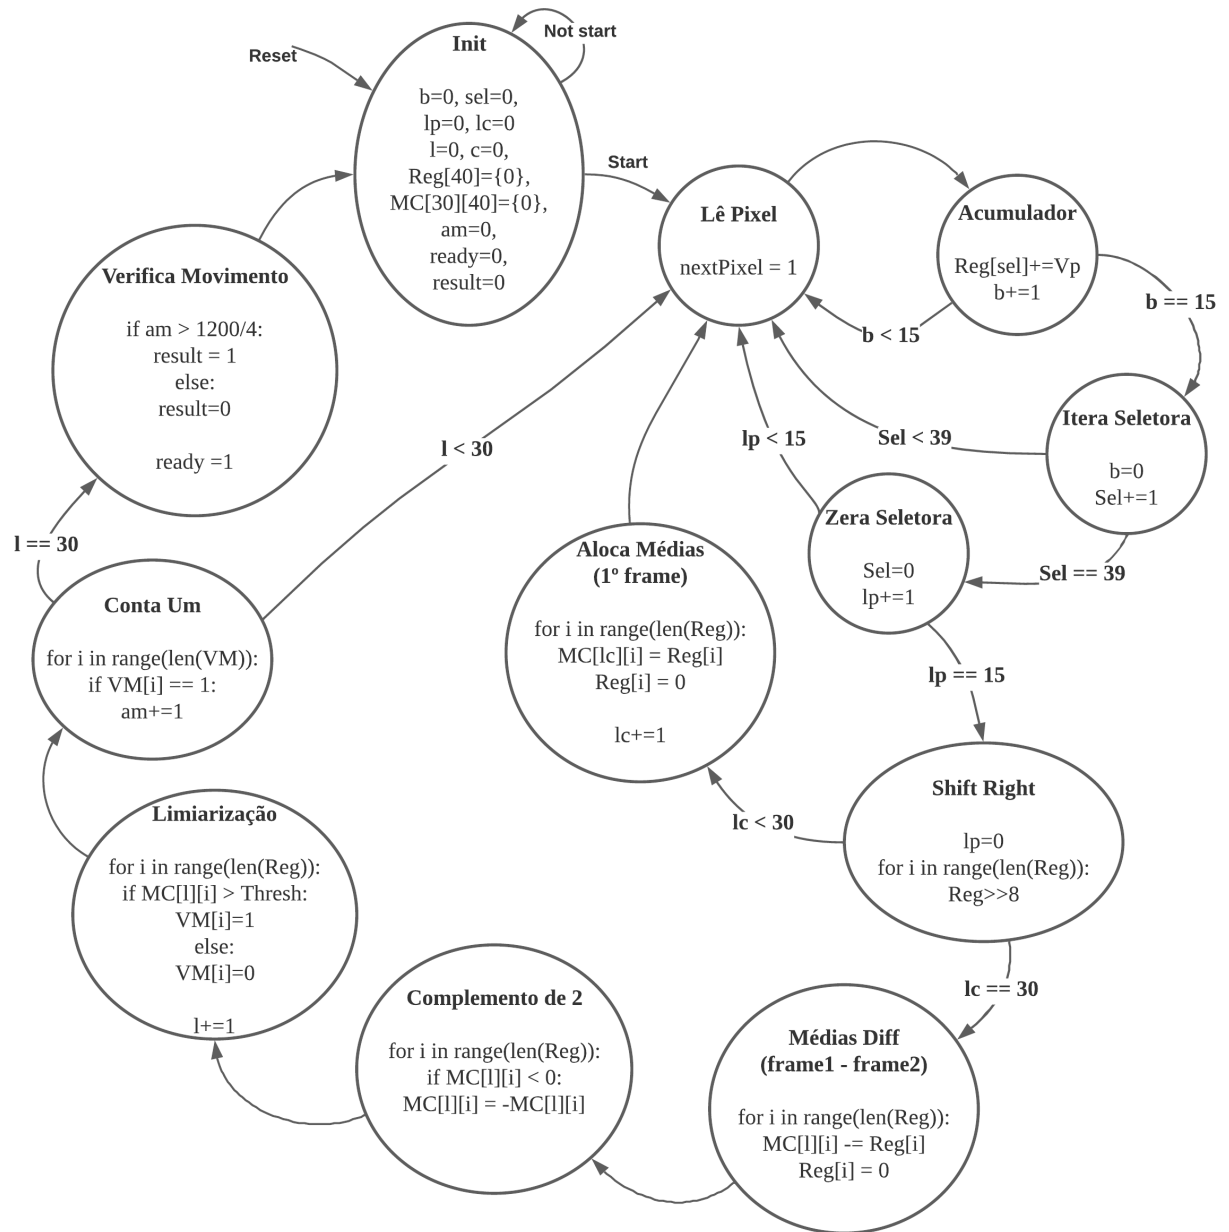 Reset
Not start
Init
b=0, sel=0,
lp=0, lc=0
l=0, c=0,
Reg[40]={0},
MC[30][40]={0},
am=0,
ready=0,
result=0
Start
Lê Pixel
nextPixel = 1
Acumulador
Reg[sel]+=Vp
b+=1
b == 15
b < 15
Itera Seletora
b=0
Sel+=1
Sel < 39
Sel == 39
Zera Seletora
Sel=0
lp+=1
lp < 15
lp == 15
Shift Right
lp=0
for i in range(len(Reg)):
Reg>>8
lc < 30
Aloca Médias
(1º frame)
for i in range(len(Reg)):
MC[lc][i] = Reg[i]
Reg[i] = 0
lc+=1
lc == 30
Médias Diff
(frame1 - frame2)
for i in range(len(Reg)):
MC[l][i] -= Reg[i]
Reg[i] = 0
Complemento de 2
for i in range(len(Reg)):
if MC[l][i] < 0:
MC[l][i] = -MC[l][i]
Limiarização
for i in range(len(Reg)):
if MC[l][i] > Thresh:
VM[i]=1
else:
VM[i]=0
l+=1
Conta Um
for i in range(len(VM)):
if VM[i] == 1:
am+=1
l < 30
l == 30
Verifica Movimento
if am > 1200/4:
result = 1
else:
result=0
ready =1